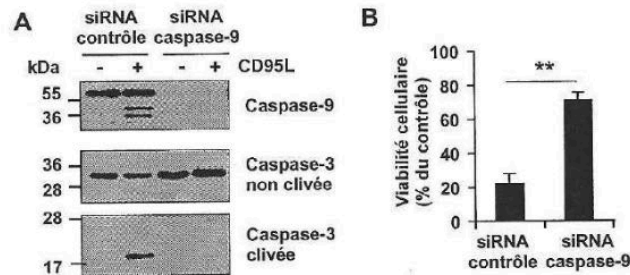 A
siRNA contrôle
siRNA caspase-9
kDa - + - + CD95L
55
36
Caspase-9
36
28
Caspase-3
non clivée
28
17
Caspase-3
clivée
B
Viabilité cellulaire
(% du contrôle)
100
80
60
40
20
0
**
siRNA contrôle
siRNA caspase-9